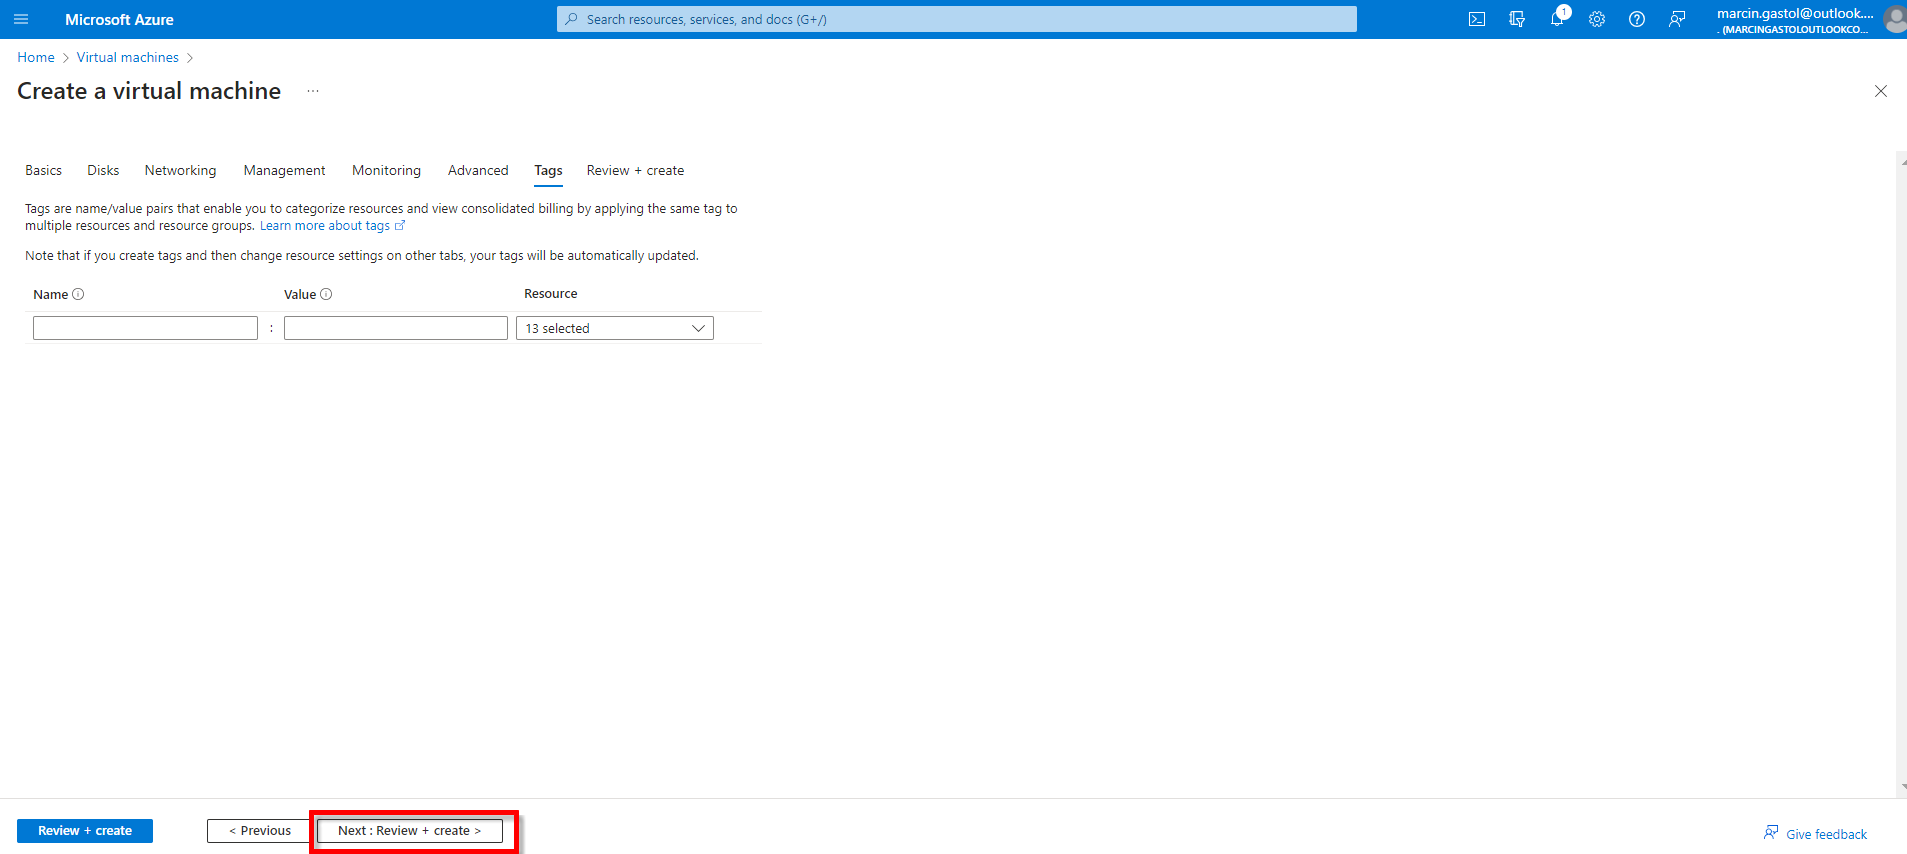 Microsoft Azure
Search resources, services, and docs (G+/)
1
marcin.gastol@outlook....
. (MARCINGASTOLOUTLOOKCO...
Home > Virtual machines >
Create a virtual machine ...
Basics Disks Networking Management Monitoring Advanced Tags Review + create
Tags are name/value pairs that enable you to categorize resources and view consolidated billing by applying the same tag to
multiple resources and resource groups. Learn more about tags
Note that if you create tags and then change resource settings on other tabs, your tags will be automatically updated.
Name Value Resource
: 13 selected
Review + create < Previous Next : Review + create >
Give feedback